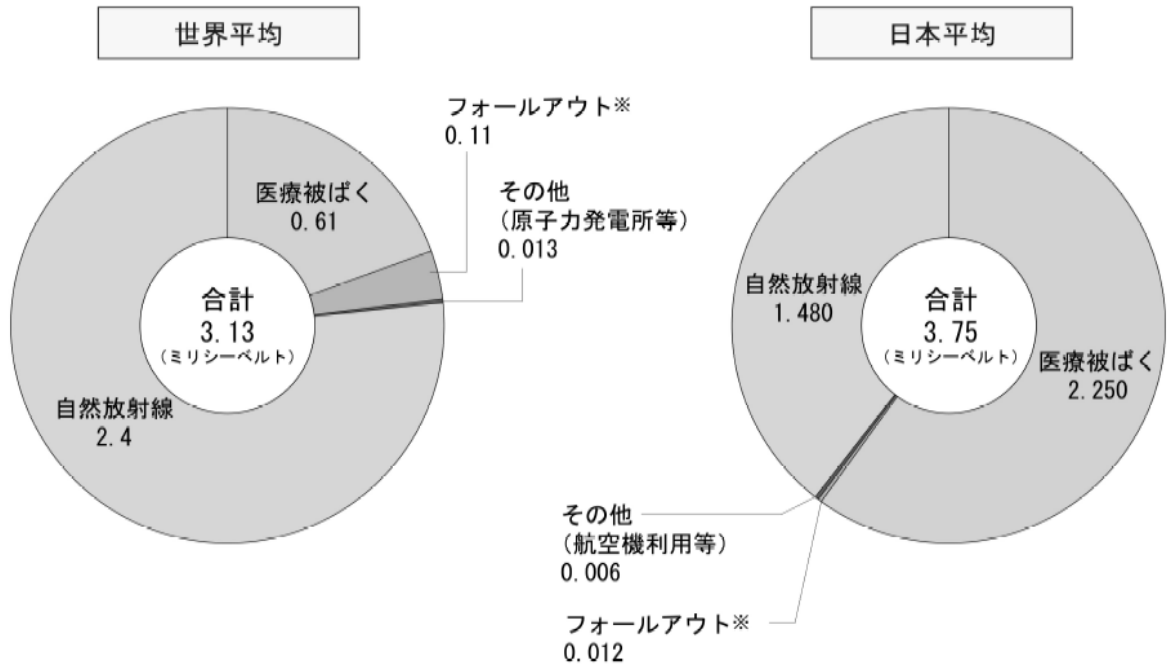 世界平均
フォールアウト※
0.11
医療被ばく
0.61
その他
(原子力発電所等)
0.013
合計
3.13
(ミリシーベルト)
自然放射線
2.4
日本平均
自然放射線
1.480
合計
3.75
(ミリシーベルト)
医療被ばく
2.250
その他
(航空機利用等)
0.006
フォールアウト※
0.012